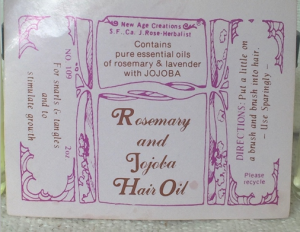 New Age Creations
S.F., Ca. J. Rose-Herbalist
Contains
pure essential oils
of rosemary & lavender
with JOJOBA
Rosemary
and
Jojoba
Hair Oil
NO. 109
2oz
For snarls & tangles
and to
stimulate growth
DIRECTIONS: Put a little on
a brush and brush into hair.
- Use Sparingly -
Please
recycle